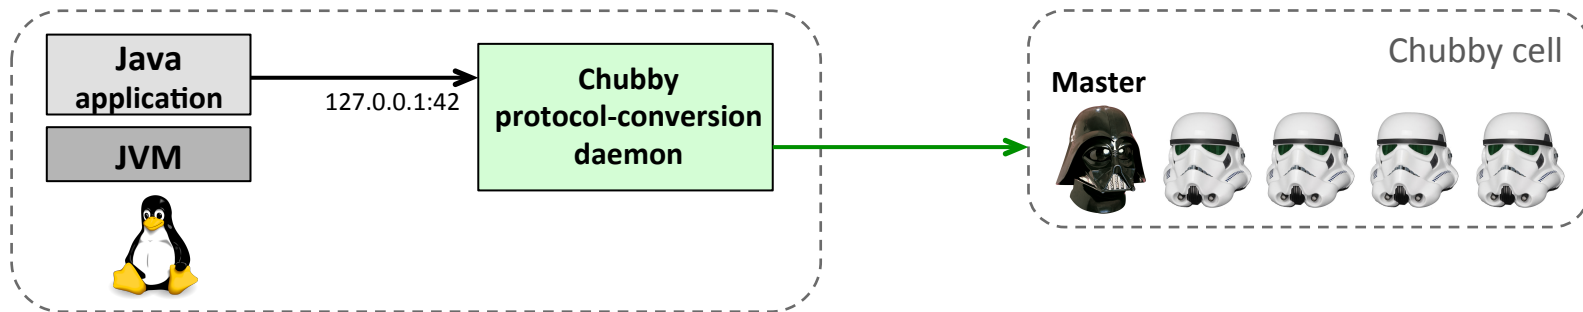 Java
application
127.0.0.1:42
JVM
Chubby
protocol-conversion
daemon
Chubby cell
Master